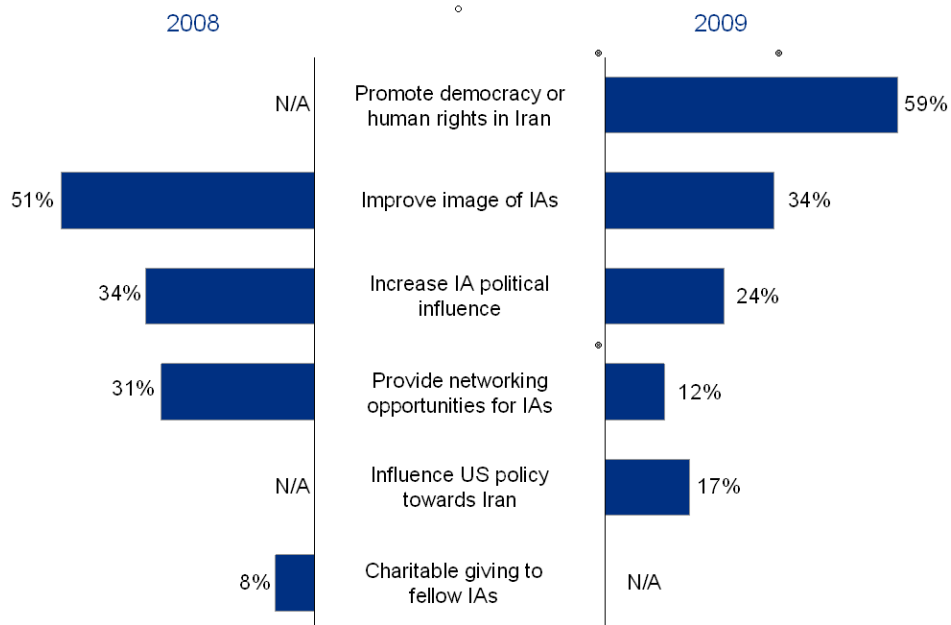 2008
2009
N/A
Promote democracy or
human rights in Iran
59%
51%
Improve image of IAs
34%
34%
Increase IA political
influence
24%
31%
Provide networking
opportunities for IAs
12%
N/A
Influence US policy
towards Iran
17%
8%
Charitable giving to
fellow IAs
N/A